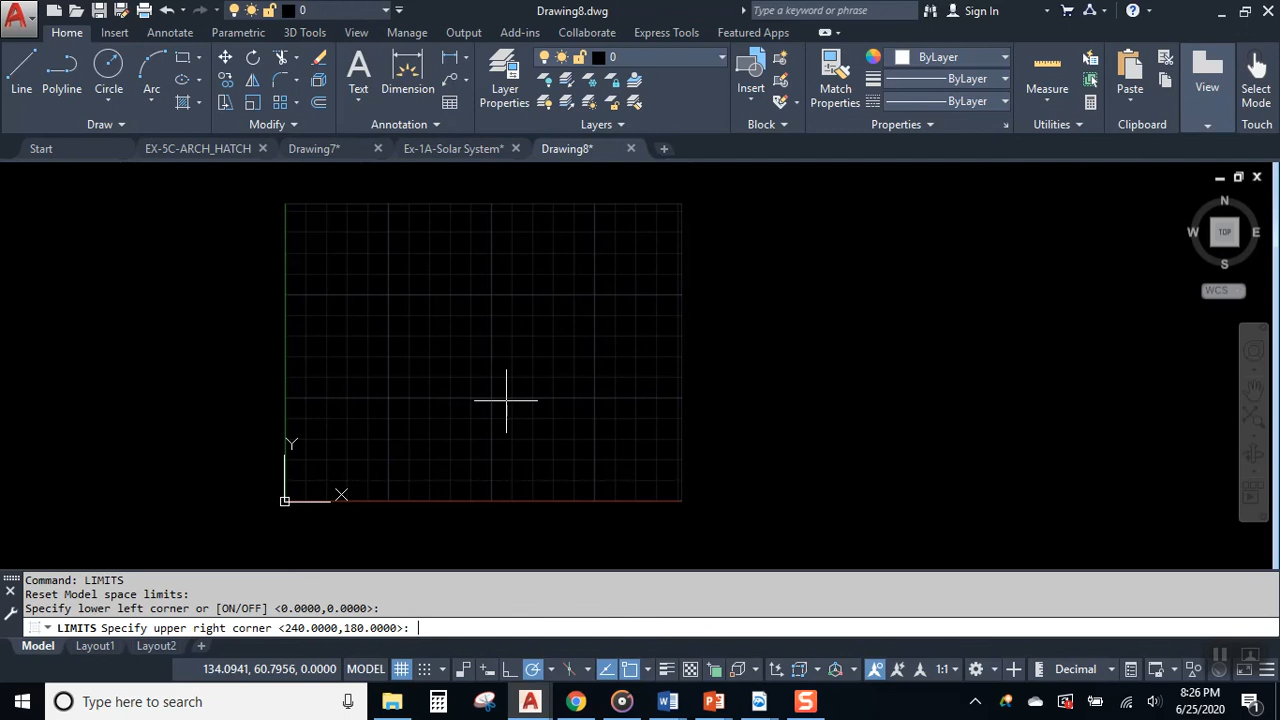 0
Drawing8.dwg
Type a keyword or phrase
Sign In
Home Insert Annotate Parametric 3D Tools View Manage Output Add-ins Collaborate Express Tools Featured Apps
Line Polyline Circle Arc
Draw
Modify
Text Dimension
Annotation
Layer Properties
0
Layers
Insert
Block
Match Properties
ByLayer
ByLayer
ByLayer
Properties
Measure
Utilities
Paste
Clipboard
View
Select Mode
Touch
Start EX-5C-ARCH_HATCH Drawing7* Ex-1A-Solar System* Drawing8*
N
W TOP E
S
WCS
Y
X
Command: LIMITS
Reset Model space limits:
Specify lower left corner or [ON/OFF] <0.0000,0.0000>:
LIMITS Specify upper right corner <240.0000,180.0000>:
Model Layout1 Layout2 +
134.0941, 60.7956, 0.0000 MODEL 1:1 Decimal
Type here to search
8:26 PM
6/25/2020
1